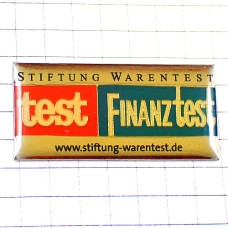 STIFTUNG WARENTEST
test FINANZtest
www.stiftung-warentest.de